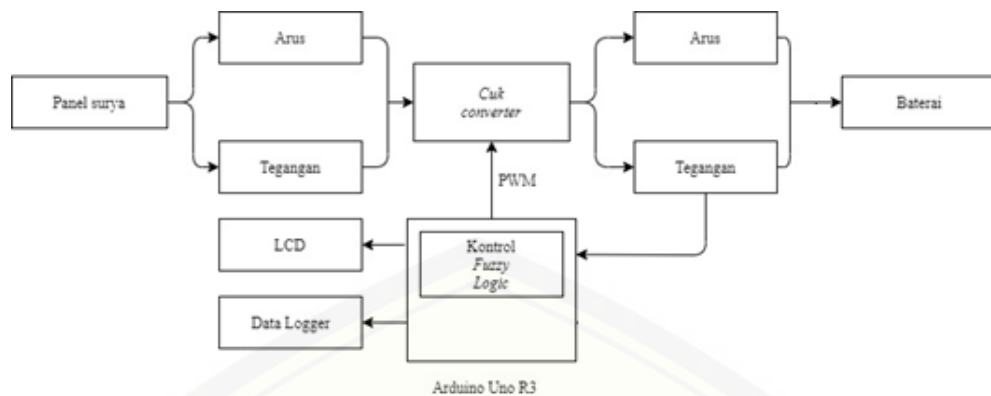 Arus
Arus
Panel surya
Cuk
converter
Baterai
Tegangan
Tegangan
PWM
LCD
Kontrol
Fuzzy
Logic
Data Logger
Arduino Uno R3